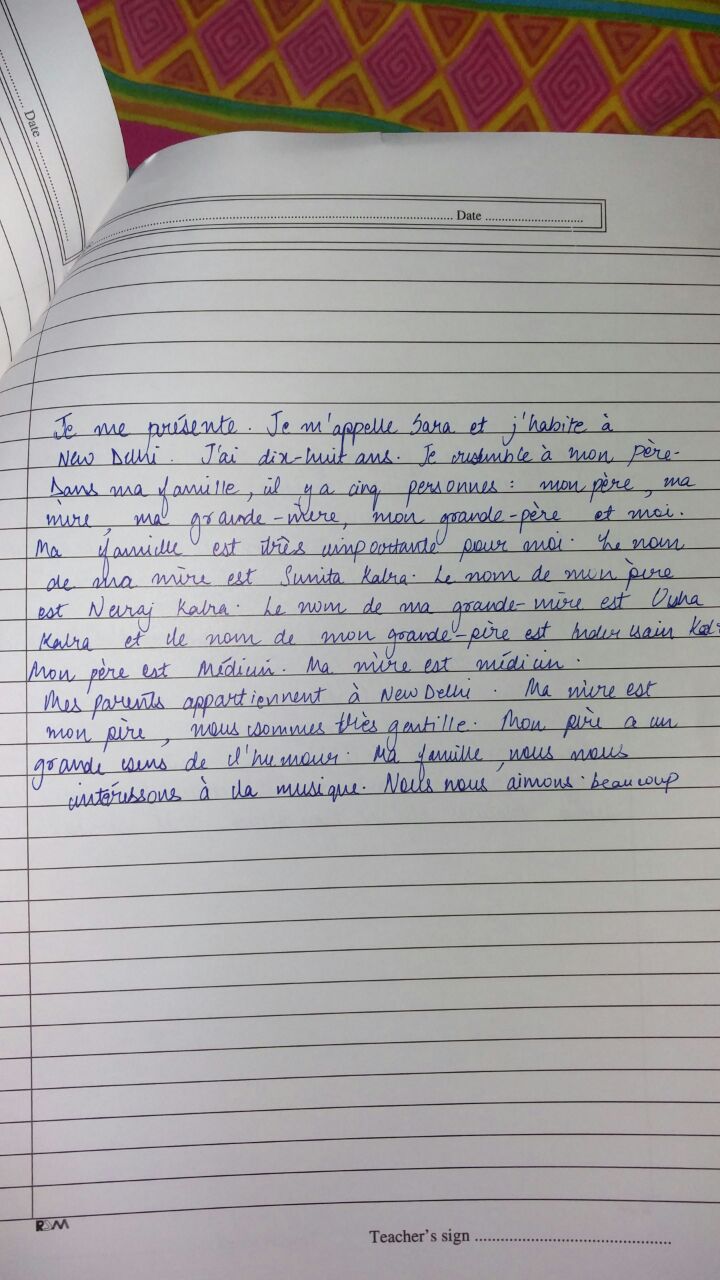 Date
Date
Je me présente. Je m'appelle Sara et j'habite à
New Delhi. J'ai dix-huit ans. Je resemble à mon père.
Dans ma famille, il y a cinq personnes : mon père, ma
mère, ma grande-mère, mon grande-père et moi.
Ma famille est très importante pour moi. Le nom
de ma mère est Sunita Kalra. Le nom de mon père
est Neeraj Kalra. Le nom de ma grande-mère est
Kalra et le nom de mon grande-père est
Mon père est Médicin. Ma mère est médicin.
Mes parents appartiennent à New Delhi. Ma mère est
mon père, nous sommes très gentille. Mon père a un
grande sens de l'humour. Ma famille, nous nous
intéressons à la musique. Nous nous aimons beaucoup
RSM
Teacher's sign